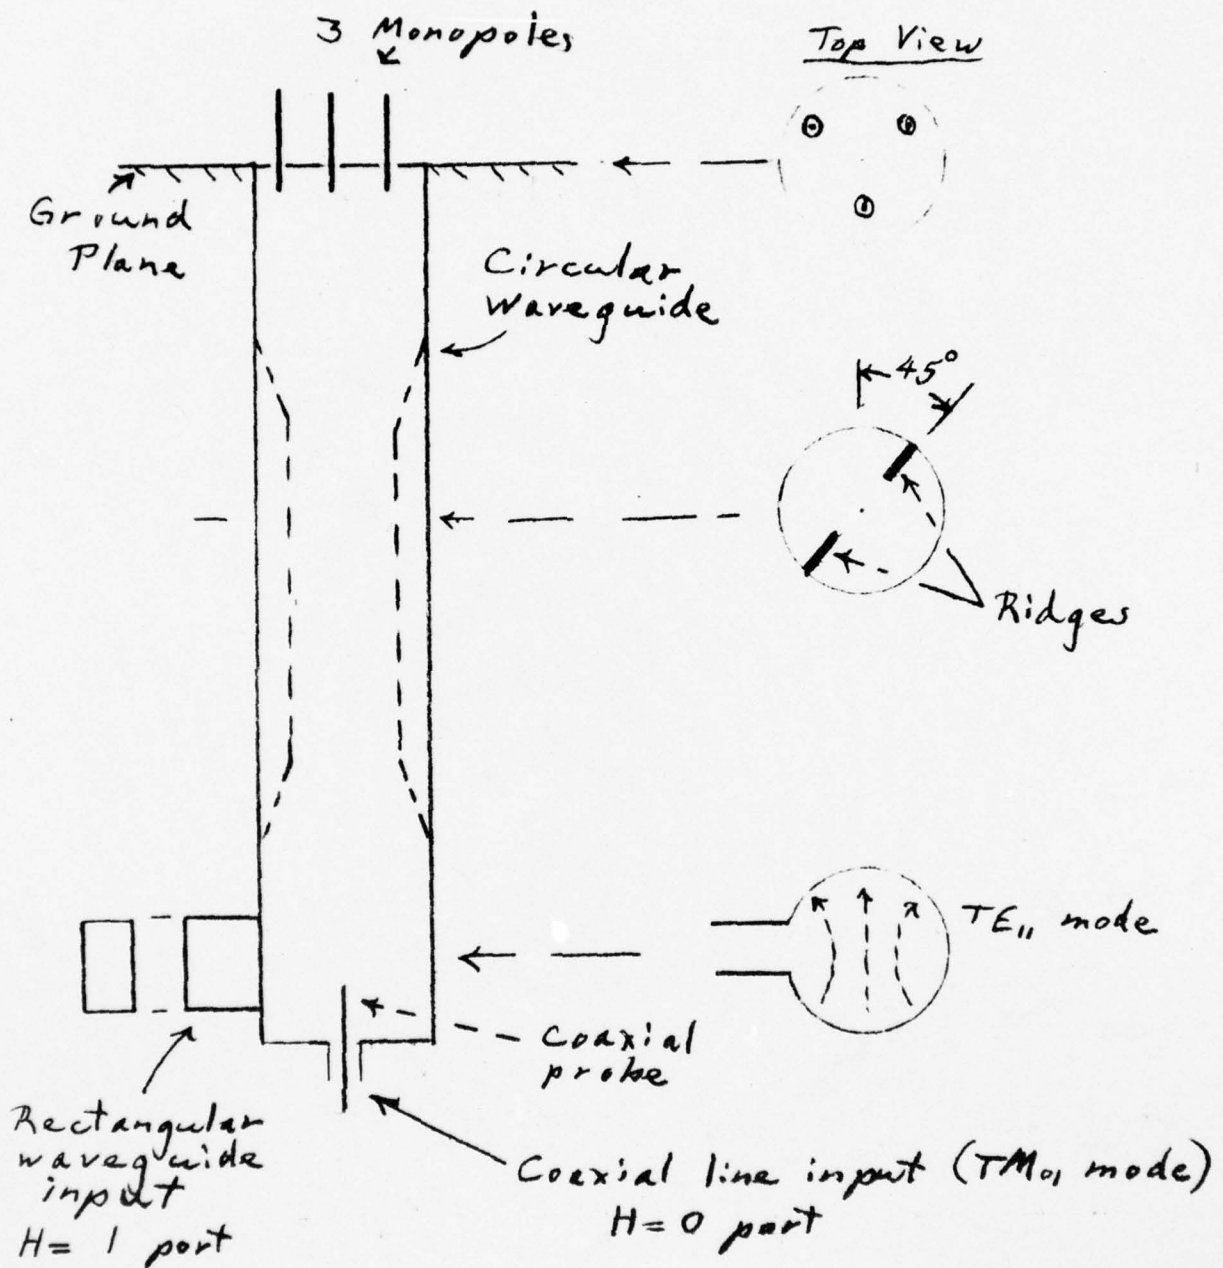 3 Monopoles
Top View
Ground
Plane
Circular
Waveguide
45°
Ridges
TE₁₁ mode
Coaxial
probe
Rectangular
waveguide
input
H= 1 port
Coaxial line input (TM₀₁ mode)
H=0 port